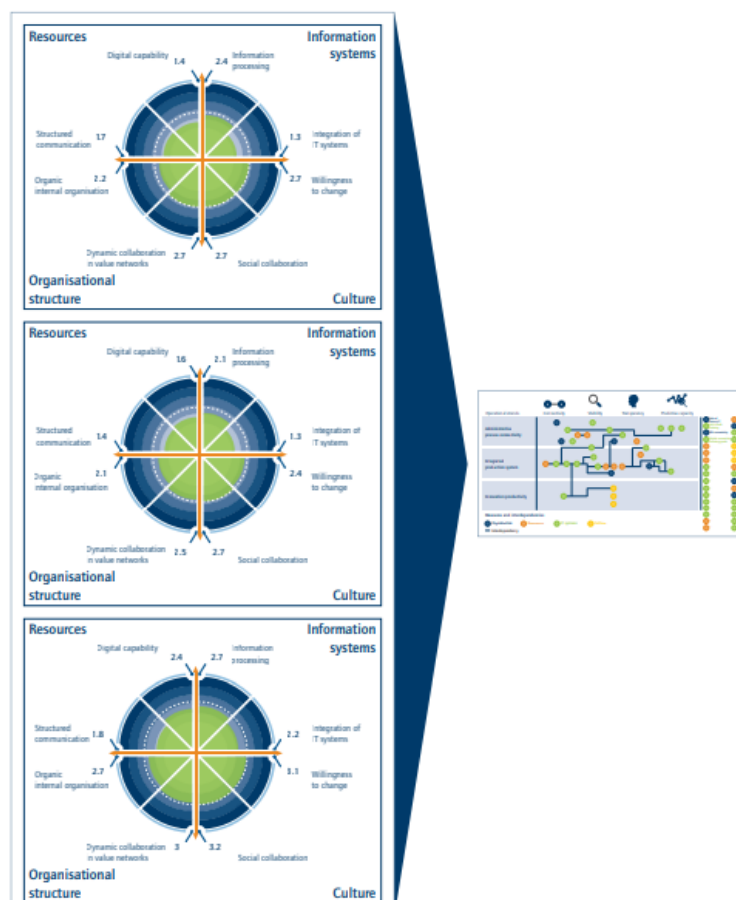 Resources
Information
systems
Digital capability 1.4
2.4 Information
processing
Structured
communication 1.7
1.3 Integration of
IT systems
Organic
internal organisation 2.2
2.7 Willingness
to change
Dynamic collaboration
in value networks 2.7
2.7 Social collaboration
Organisational
structure
Culture
Resources
Information
systems
Digital capability 1.6
2.1 Information
processing
Structured
communication 1.4
1.3 Integration of
IT systems
Organic
internal organisation 2.1
2.4 Willingness
to change
Dynamic collaboration
in value networks 2.5
2.7 Social collaboration
Organisational
structure
Culture
Resources
Information
systems
Digital capability 2.4
2.7 Information
processing
Structured
communication 1.8
2.2 Integration of
IT systems
Organic
internal organisation 2.7
3.1 Willingness
to change
Dynamic collaboration
in value networks 3
3.2 Social collaboration
Organisational
structure
Culture